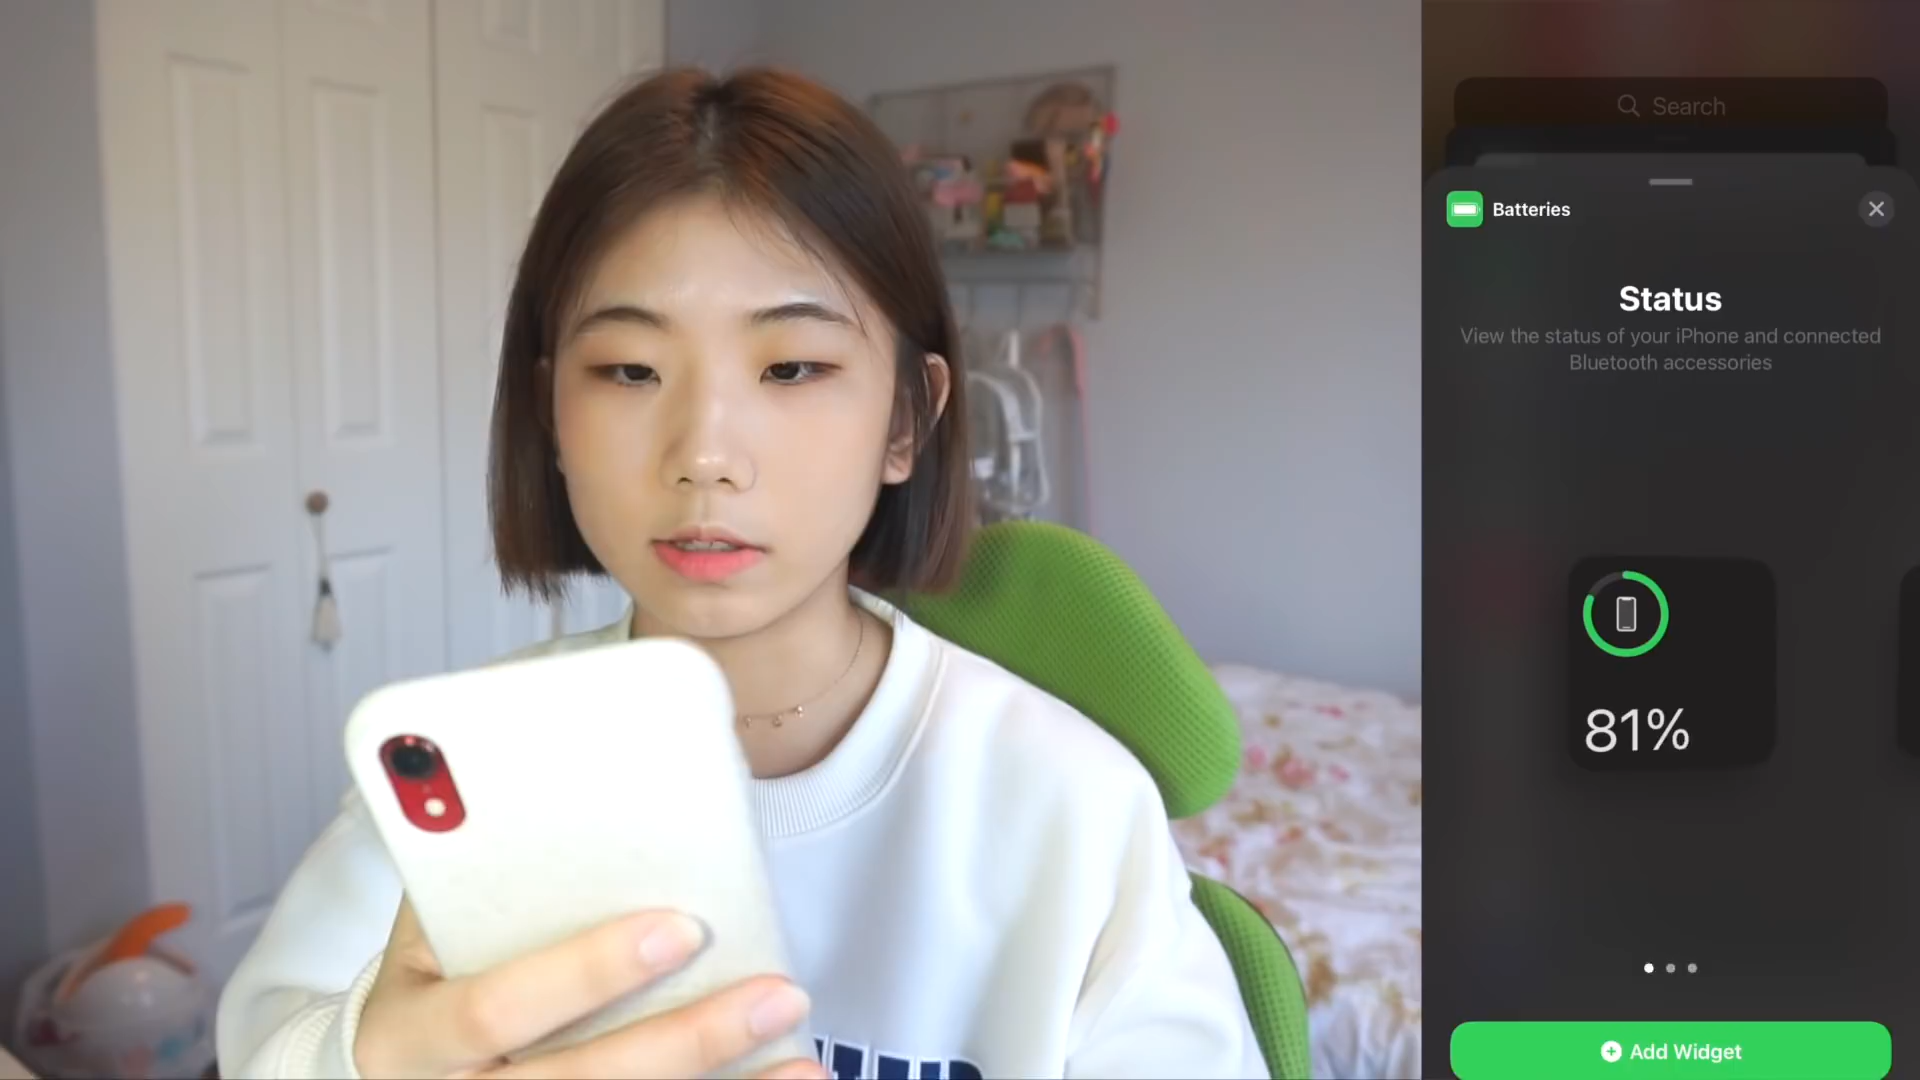 Search
Batteries
Status
View the status of your iPhone and connected
Bluetooth accessories
81%
Add Widget